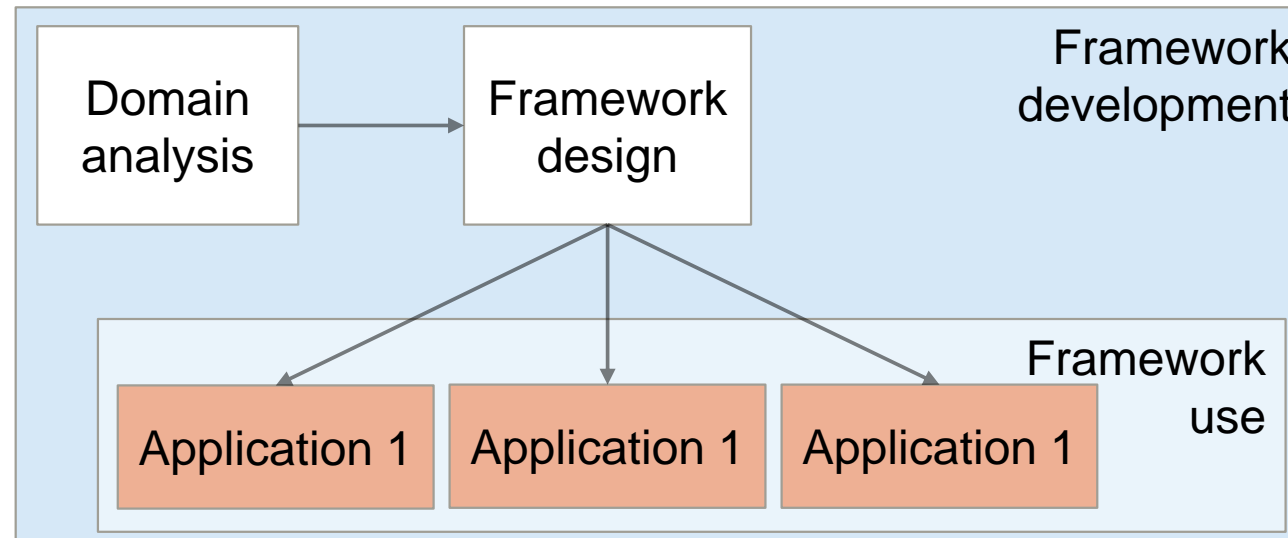 Domain
analysis
Framework
design
Framework
development
Framework
use
Application 1
Application 1
Application 1